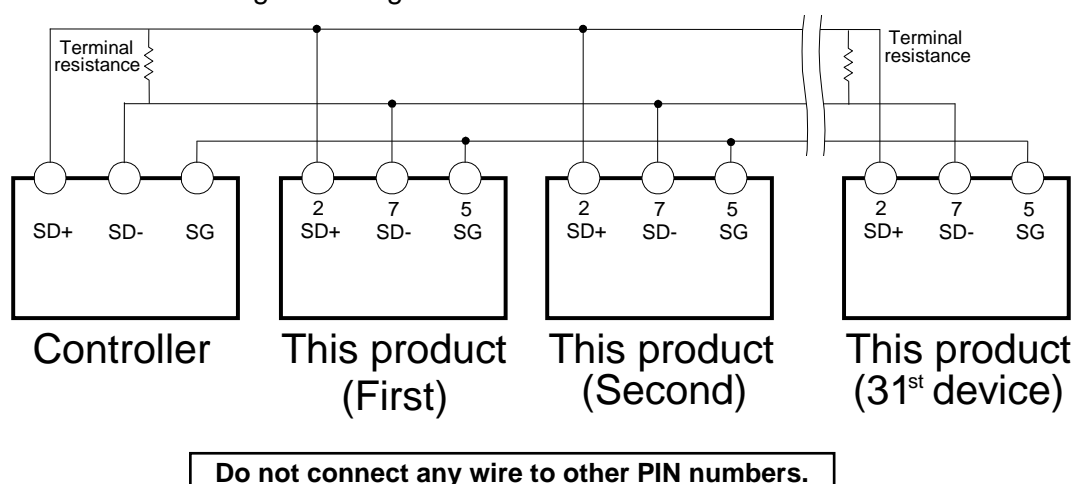 Terminal
resistance
Terminal
resistance
SD+ SD- SG
2 7 5
SD+ SD- SG
2 7 5
SD+ SD- SG
2 7 5
SD+ SD- SG
Controller
This product
(First)
This product
(Second)
This product
(31st device)
Do not connect any wire to other PIN numbers.